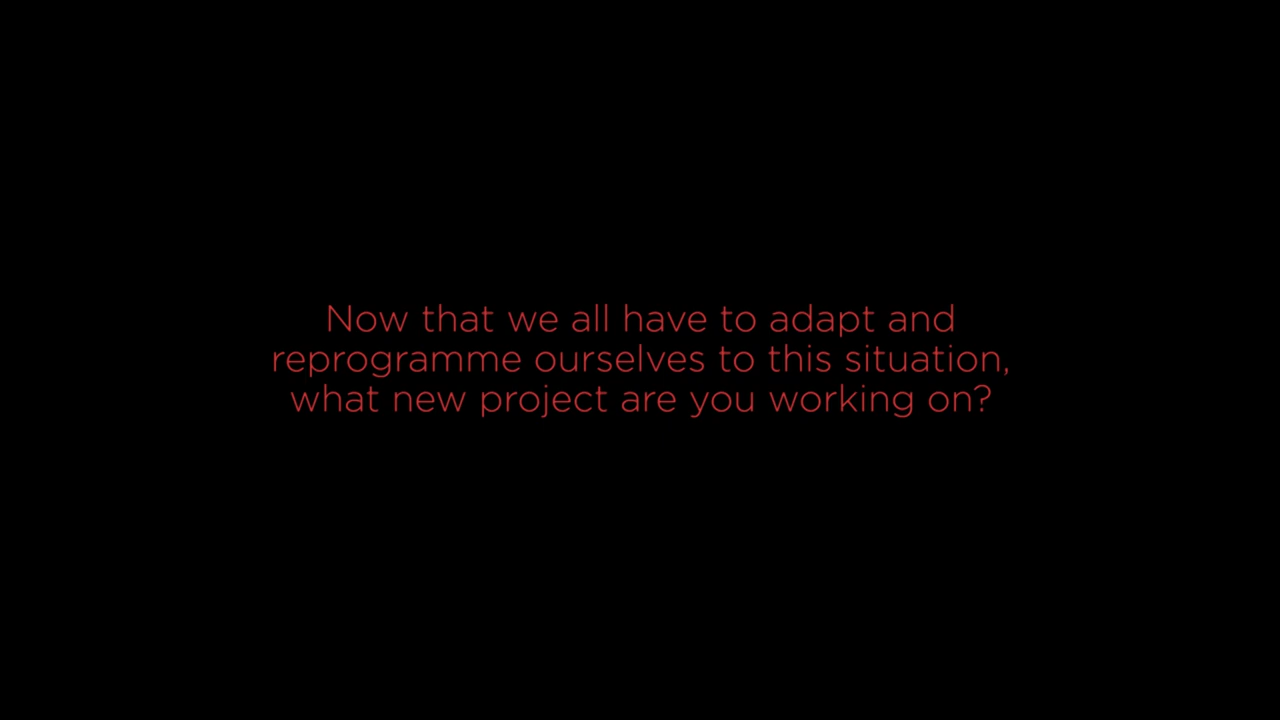 Now that we all have to adapt and
reprogramme ourselves to this situation,
what new project are you working on?